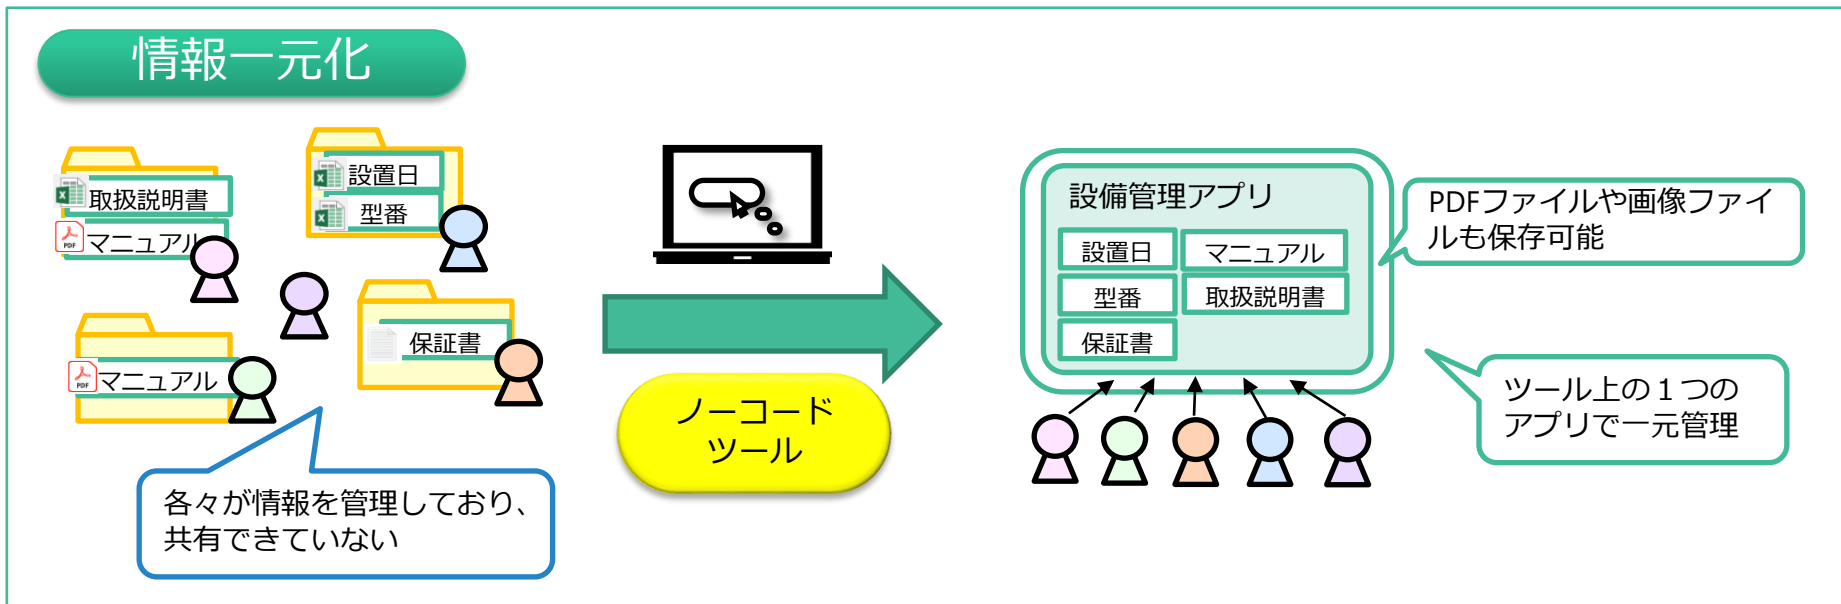 情報一元化
取扱説明書
PDF
マニュアル
設置日
型番
PDF
マニュアル
保証書
各々が情報を管理しており、
共有できていない
ノーコード
ツール
設備管理アプリ
設置日
マニュアル
型番
取扱説明書
保証書
PDFファイルや画像ファイ
ルも保存可能
ツール上の１つの
アプリで一元管理